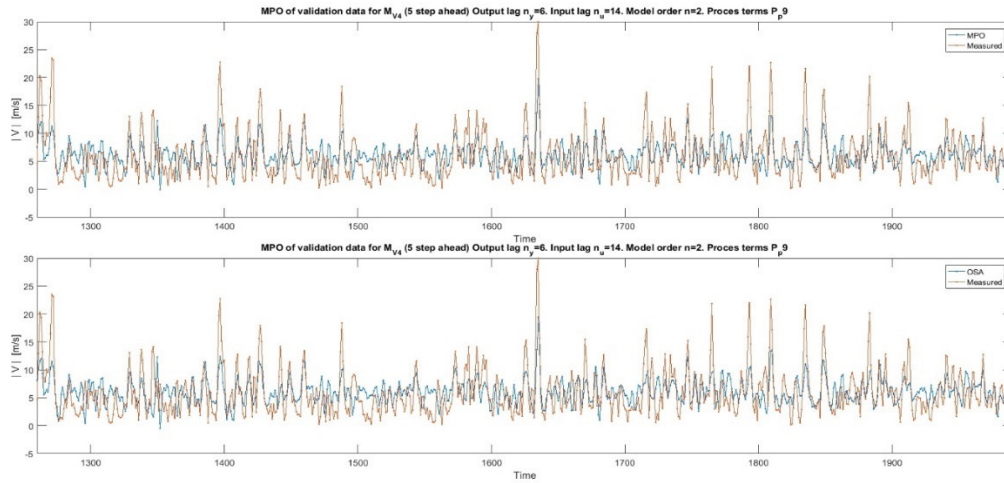 MPO of validation data for M_V4 (5 step ahead) Output lag n_y=6. Input lag n_u=14. Model order n=2. Proces terms P_p9
30
25
20
15
10
5
0
-5
| V | [m/s]
MPO
Measured
1300 1400 1500 1600 1700 1800 1900
Time
MPO of validation data for M_V4 (5 step ahead) Output lag n_y=6. Input lag n_u=14. Model order n=2. Proces terms P_p9
30
25
20
15
10
5
0
-5
| V | [m/s]
OSA
Measured
1300 1400 1500 1600 1700 1800 1900
Time